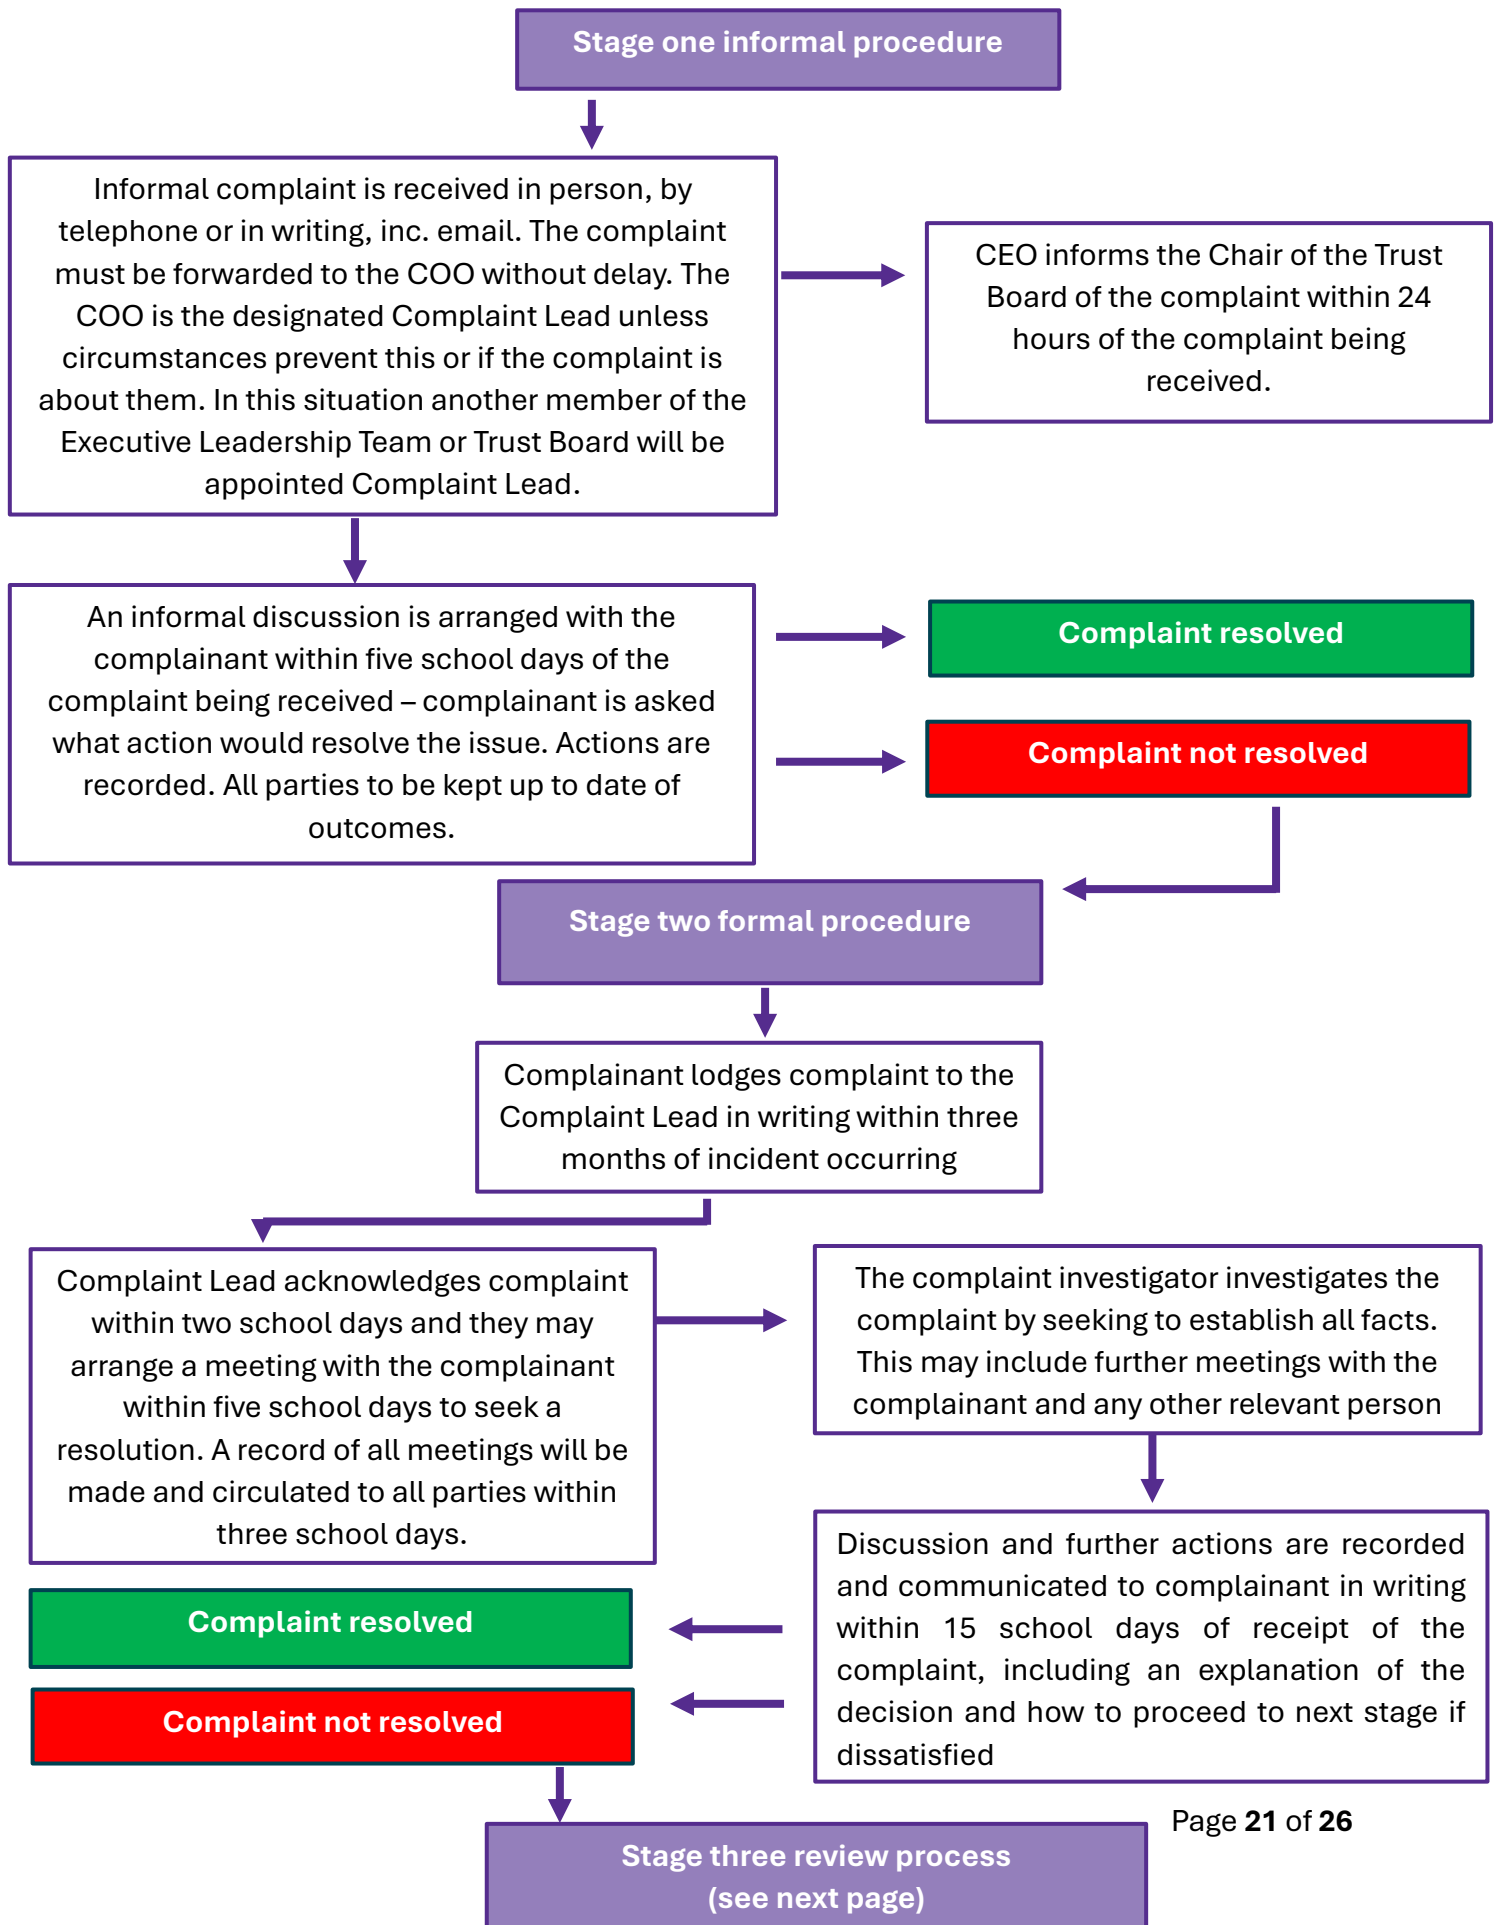 Stage one informal procedure
Informal complaint is received in person, by
telephone or in writing, inc. email. The complaint
must be forwarded to the COO without delay. The
COO is the designated Complaint Lead unless
circumstances prevent this or if the complaint is
about them. In this situation another member of the
Executive Leadership Team or Trust Board will be
appointed Complaint Lead.
CEO informs the Chair of the Trust
Board of the complaint within 24
hours of the complaint being
received.
An informal discussion is arranged with the
complainant within five school days of the
complaint being received – complainant is asked
what action would resolve the issue. Actions are
recorded. All parties to be kept up to date of
outcomes.
Complaint resolved
Complaint not resolved
Stage two formal procedure
Complainant lodges complaint to the
Complaint Lead in writing within three
months of incident occurring
Complaint Lead acknowledges complaint
within two school days and they may
arrange a meeting with the complainant
within five school days to seek a
resolution. A record of all meetings will be
made and circulated to all parties within
three school days.
The complaint investigator investigates the
complaint by seeking to establish all facts.
This may include further meetings with the
complainant and any other relevant person
Discussion and further actions are recorded
and communicated to complainant in writing
within 15 school days of receipt of the
complaint, including an explanation of the
decision and how to proceed to next stage if
dissatisfied
Complaint resolved
Complaint not resolved
Page 21 of 26
Stage three review process
(see next page)